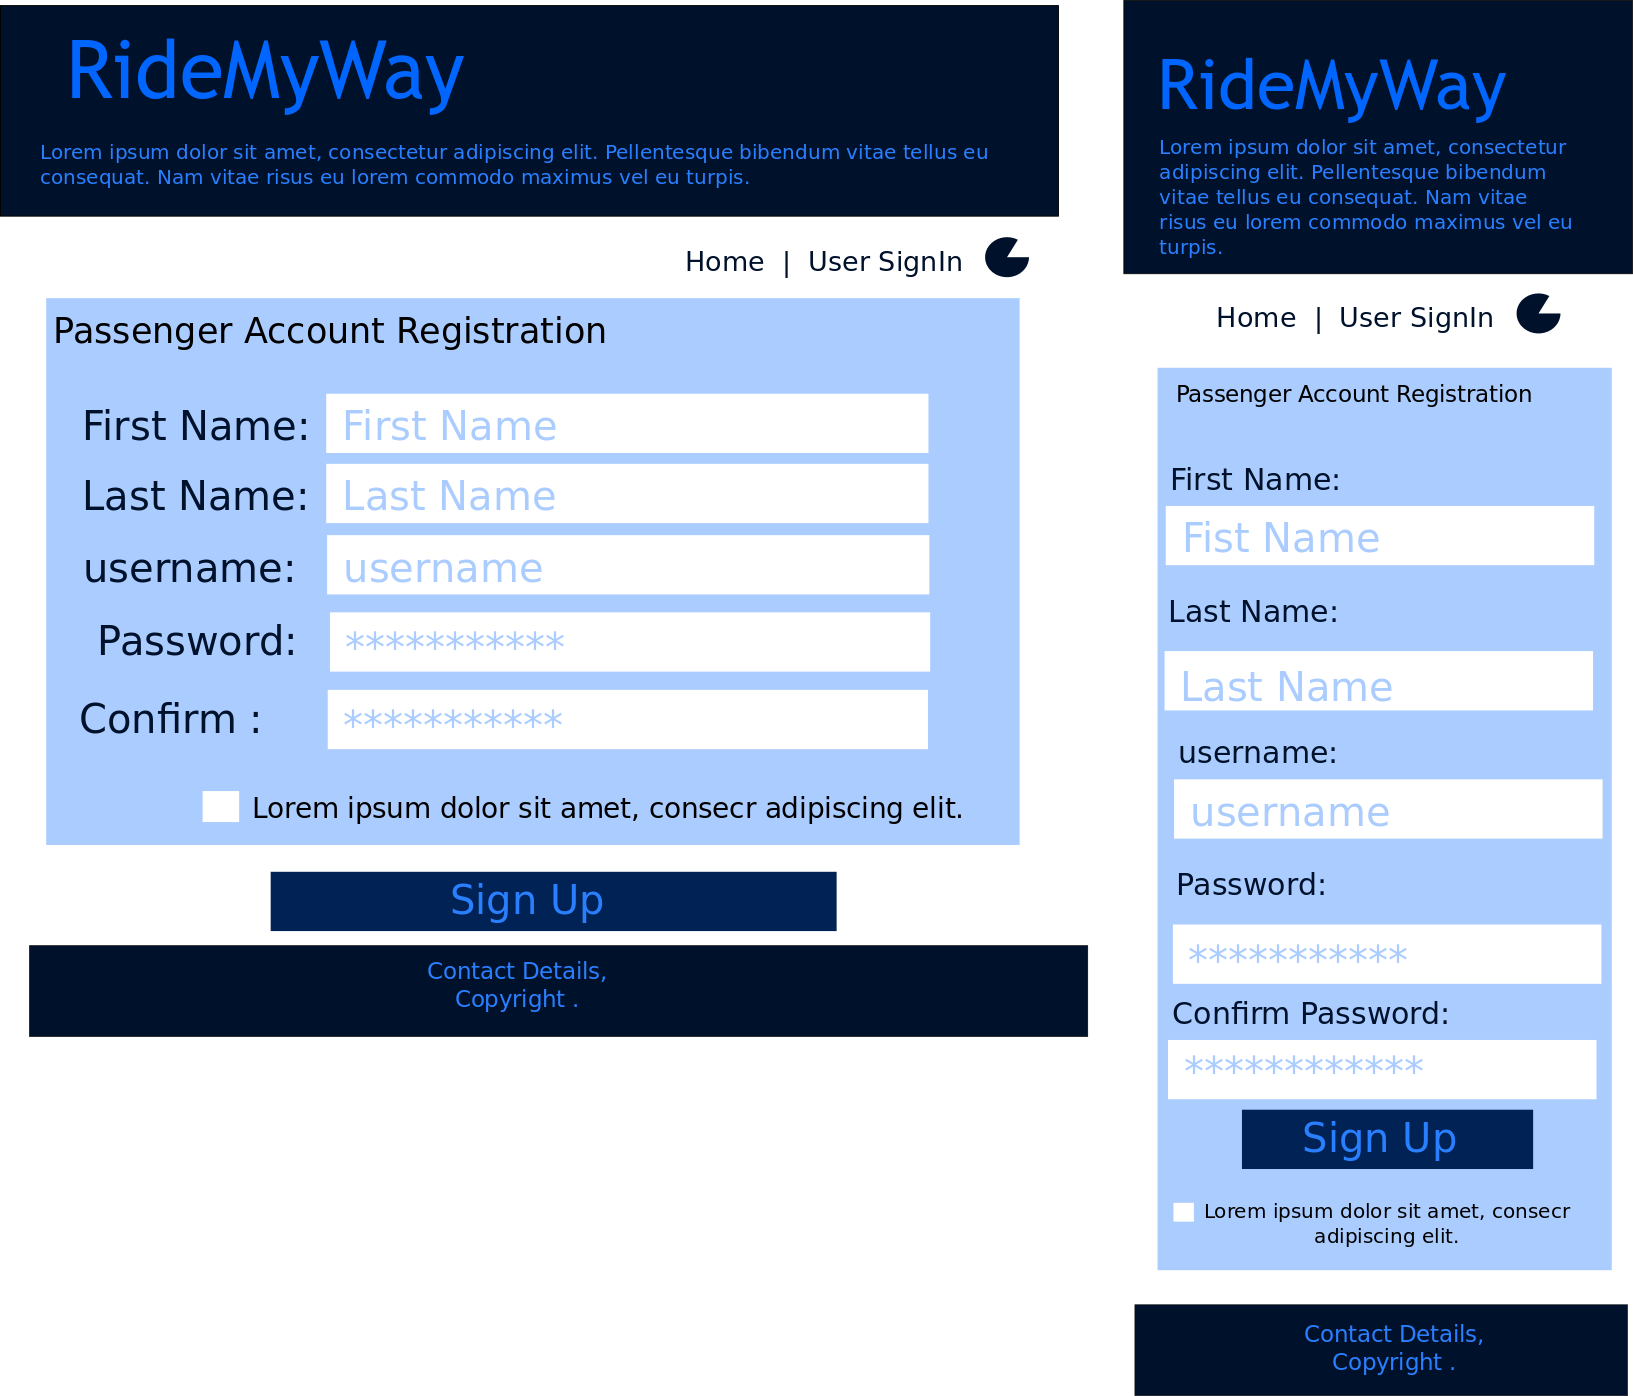 RideMyWay
Lorem ipsum dolor sit amet, consectetur adipiscing elit. Pellentesque bibendum vitae tellus eu
consequat. Nam vitae risus eu lorem commodo maximus vel eu turpis.
Home | User SignIn
Passenger Account Registration
First Name: First Name
Last Name: Last Name
username: username
Password: ***********
Confirm : ***********
Lorem ipsum dolor sit amet, consecr adipiscing elit.
Sign Up
Contact Details,
Copyright .
RideMyWay
Lorem ipsum dolor sit amet, consectetur
adipiscing elit. Pellentesque bibendum
vitae tellus eu consequat. Nam vitae
risus eu lorem commodo maximus vel eu
turpis.
Home | User SignIn
Passenger Account Registration
First Name:
Fist Name
Last Name:
Last Name
username:
username
Password:
***********
Confirm Password:
************
Sign Up
Lorem ipsum dolor sit amet, consecr
adipiscing elit.
Contact Details,
Copyright .